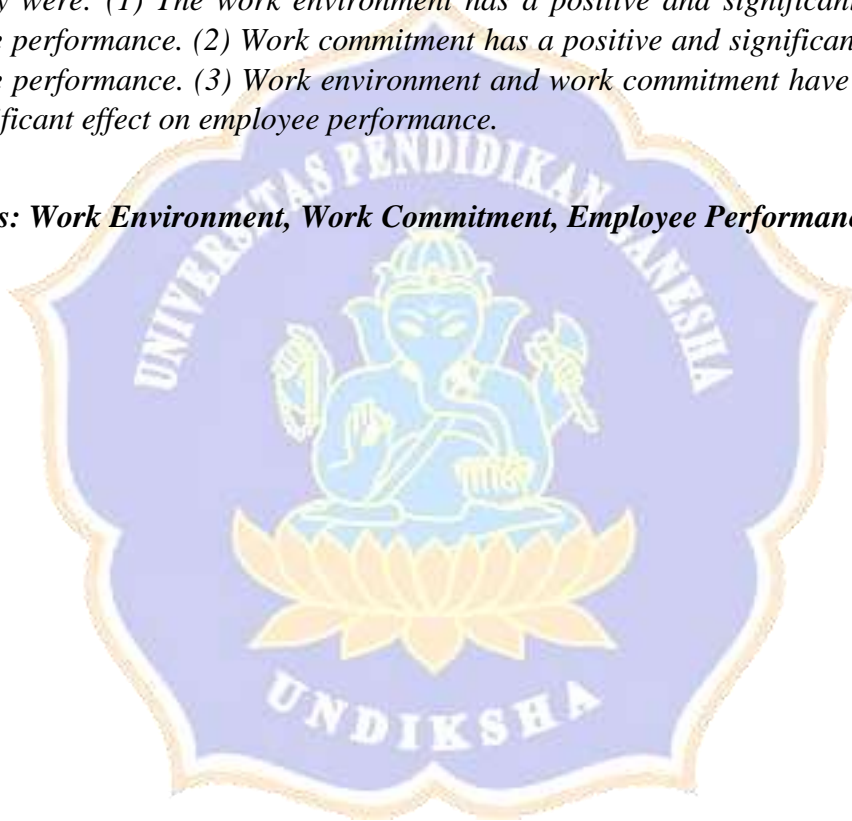 y were: (1) The work environment has a positive and significant
e performance. (2) Work commitment has a positive and significant
e performance. (3) Work environment and work commitment have
ificant effect on employee performance.
s: Work Environment, Work Commitment, Employee Performanc
UNIVERSITAS PENDIDIKAN GANESHA
UNDIKSHA